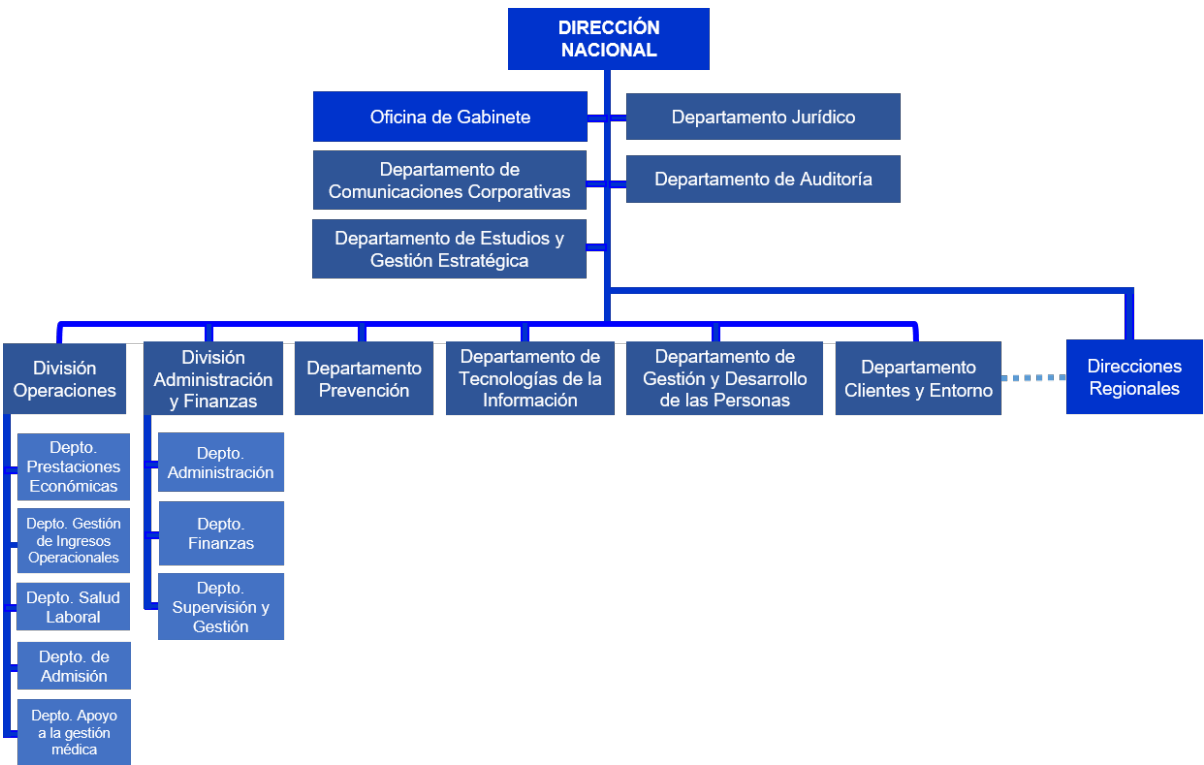 DIRECCIÓN
NACIONAL
Oficina de Gabinete
Departamento Jurídico
Departamento de
Comunicaciones Corporativas
Departamento de Auditoría
Departamento de Estudios y
Gestión Estratégica
División
Operaciones
División
Administración
y Finanzas
Departamento
Prevención
Departamento de
Tecnologías de la
Información
Departamento de
Gestión y Desarrollo
de las Personas
Departamento
Clientes y Entorno
Direcciones
Regionales
Depto.
Prestaciones
Económicas
Depto. Gestión
de Ingresos
Operacionales
Depto. Salud
Laboral
Depto. de
Admisión
Depto. Apoyo
a la gestión
médica
Depto.
Administración
Depto.
Finanzas
Depto.
Supervisión y
Gestión